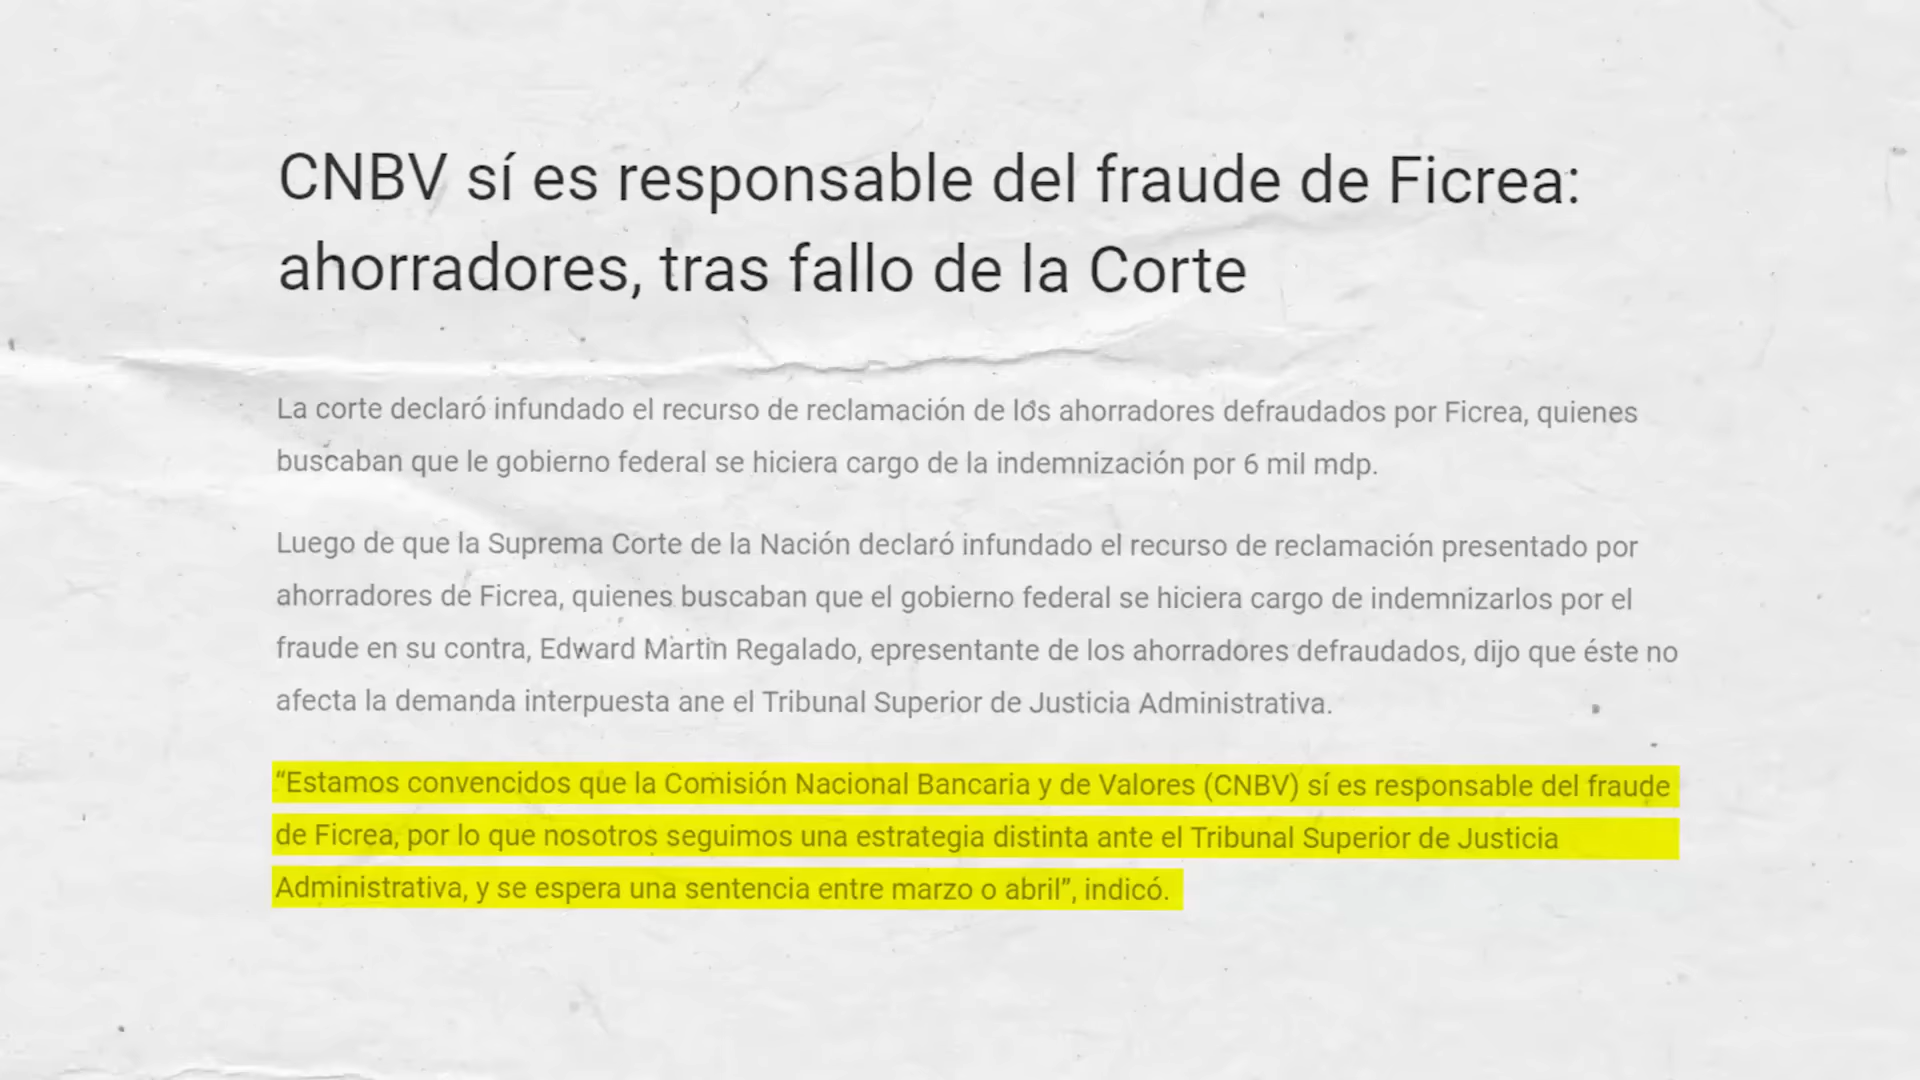 CNBV sí es responsable del fraude de Ficrea:
ahorradores, tras fallo de la Corte
La corte declaró infundado el recurso de reclamación de los ahorradores defraudados por Ficrea, quienes
buscaban que le gobierno federal se hiciera cargo de la indemnización por 6 mil mdp.
Luego de que la Suprema Corte de la Nación declaró infundado el recurso de reclamación presentado por
ahorradores de Ficrea, quienes buscaban que el gobierno federal se hiciera cargo de indemnizarlos por el
fraude en su contra, Edward Martin Regalado, epresentante de los ahorradores defraudados, dijo que éste no
afecta la demanda interpuesta ane el Tribunal Superior de Justicia Administrativa.
“Estamos convencidos que la Comisión Nacional Bancaria y de Valores (CNBV) sí es responsable del fraude
de Ficrea, por lo que nosotros seguimos una estrategia distinta ante el Tribunal Superior de Justicia
Administrativa, y se espera una sentencia entre marzo o abril”, indicó.